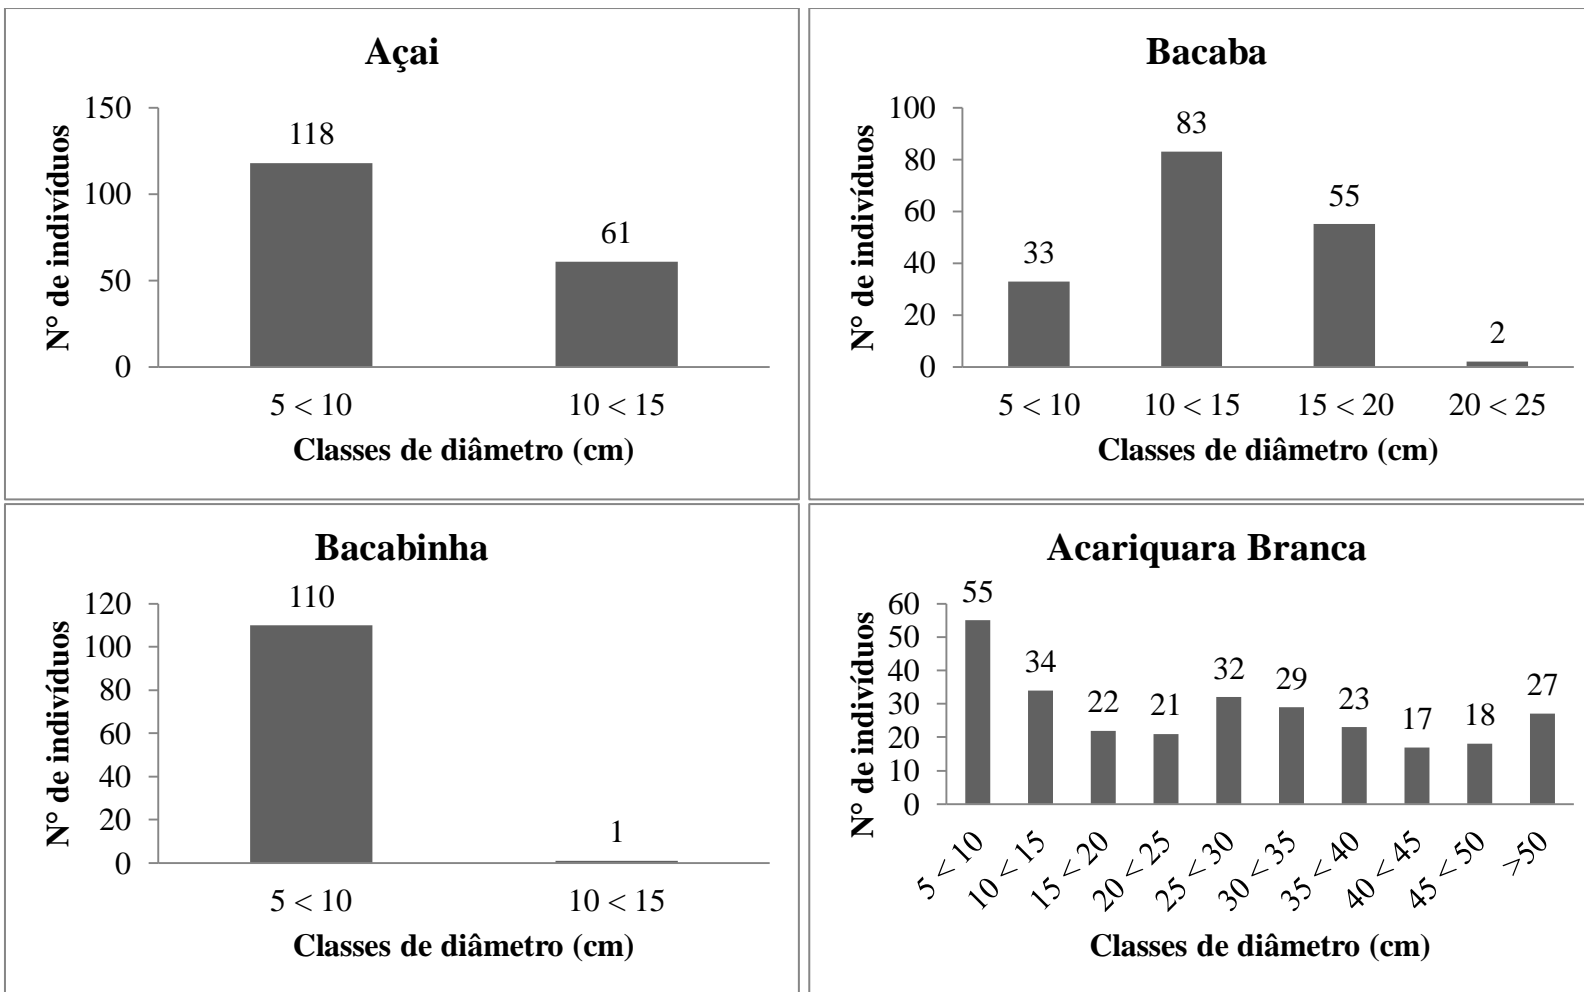 Açai
N° de indivíduos
150
100
50
0
118
61
5 < 10
10 < 15
Classes de diâmetro (cm)
Bacaba
N° de indivíduos
100
80
60
40
20
0
33
83
55
2
5 < 10
10 < 15
15 < 20
20 < 25
Classes de diâmetro (cm)
Bacabinha
N° de indivíduos
120
100
80
60
40
20
0
110
1
5 < 10
10 < 15
Classes de diâmetro (cm)
Acariquara Branca
N° de indivíduos
60
50
40
30
20
10
0
55
34
22
21
32
29
23
17
18
27
5 < 10
10 < 15
15 < 20
20 < 25
25 < 30
30 < 35
35 < 40
40 < 45
45 < 50
>50
Classes de diâmetro (cm)